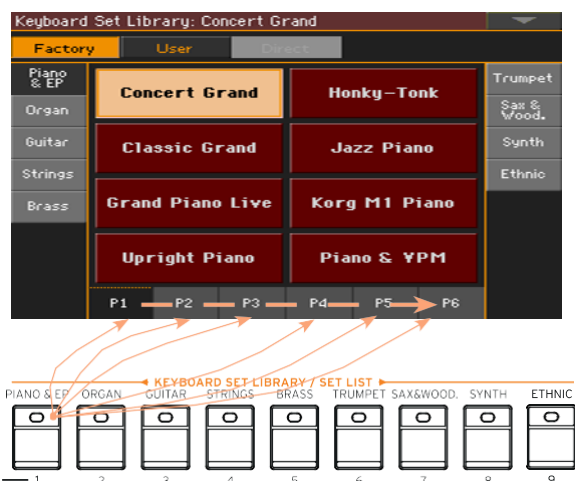 Keyboard Set Library: Concert Grand
Factory User Direct
Piano & EP
Organ
Guitar
Strings
Brass
Concert Grand Honky-Tonk
Classic Grand Jazz Piano
Grand Piano Live Korg M1 Piano
Upright Piano Piano & YPM
Trumpet
Sax & Wood.
Synth
Ethnic
P1 P2 P3 P4 P5 P6
KEYBOARD SET LIBRARY / SET LIST
PIANO & EP ORGAN GUITAR STRINGS BRASS TRUMPET SAX&WOOD. SYNTH ETHNIC
1 2 3 4 5 6 7 8 9